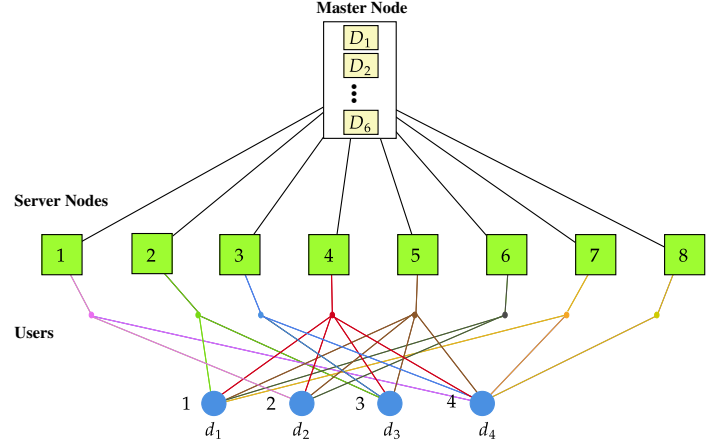 Master Node
D1
D2
D6
Server Nodes
1 2 3 4 5 6 7 8
Users
1 2 3 4
d1 d2 d3 d4